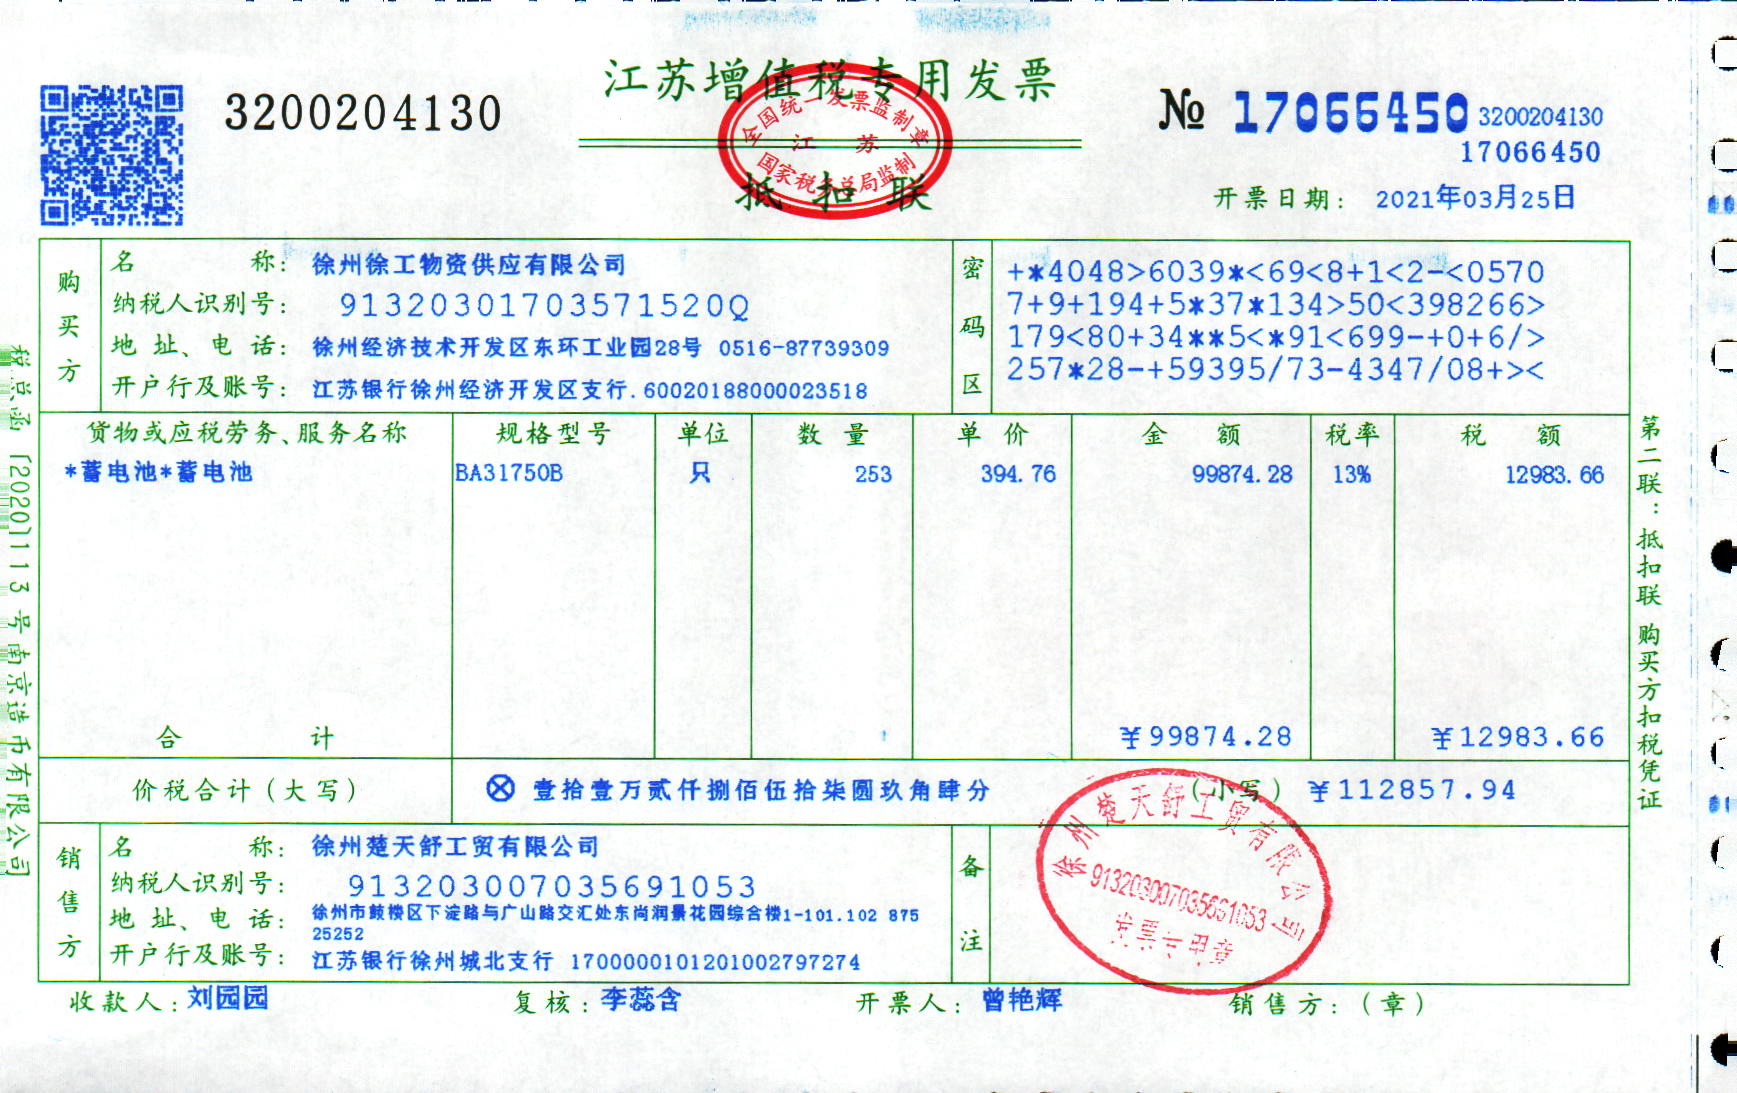 江苏增值税专用发票
3200204130
全国统一发票监制章
江 苏
国家税务总局监制
抵扣联
№ 17066450 3200204130
17066450
开票日期: 2021年03月25日
购买方
名 称: 徐州徐工物资供应有限公司
纳税人识别号: 91320301703571520Q
地 址、电 话: 徐州经济技术开发区东环工业园28号 0516-87739309
开户行及账号: 江苏银行徐州经济开发区支行.60020188000023518
密码区
+*4048>6039*<69<8+1<2-<0570
7+9+194+5*37*134>50<398266>
179<80+34**5<*91<699-+0+6/>
257*28-+59395/73-4347/08+><
货物或应税劳务、服务名称 规格型号 单位 数 量 单 价 金 额 税率 税 额
*蓄电池*蓄电池 BA31750B 只 253 394.76 99874.28 13% 12983.66
合 计 ¥99874.28 ¥12983.66
价税合计(大写) ⊗ 壹拾壹万贰仟捌佰伍拾柒圆玖角肆分 (小写) ¥112857.94
销售方
名 称: 徐州楚天舒工贸有限公司
纳税人识别号: 913203007035691053
地 址、电 话: 徐州市鼓楼区下淀路与广山路交汇处东尚润景花园综合楼1-101.102 875
25252
开户行及账号: 江苏银行徐州城北支行 1700000101201002797274
备注
徐州楚天舒工贸有限公司
913203007035691053
发票专用章
收款人: 刘园园 复核: 李蕊含 开票人: 曾艳辉 销售方:(章)
税总函[2020]113号南京造币有限公司
第二联: 抵扣联 购买方扣税凭证